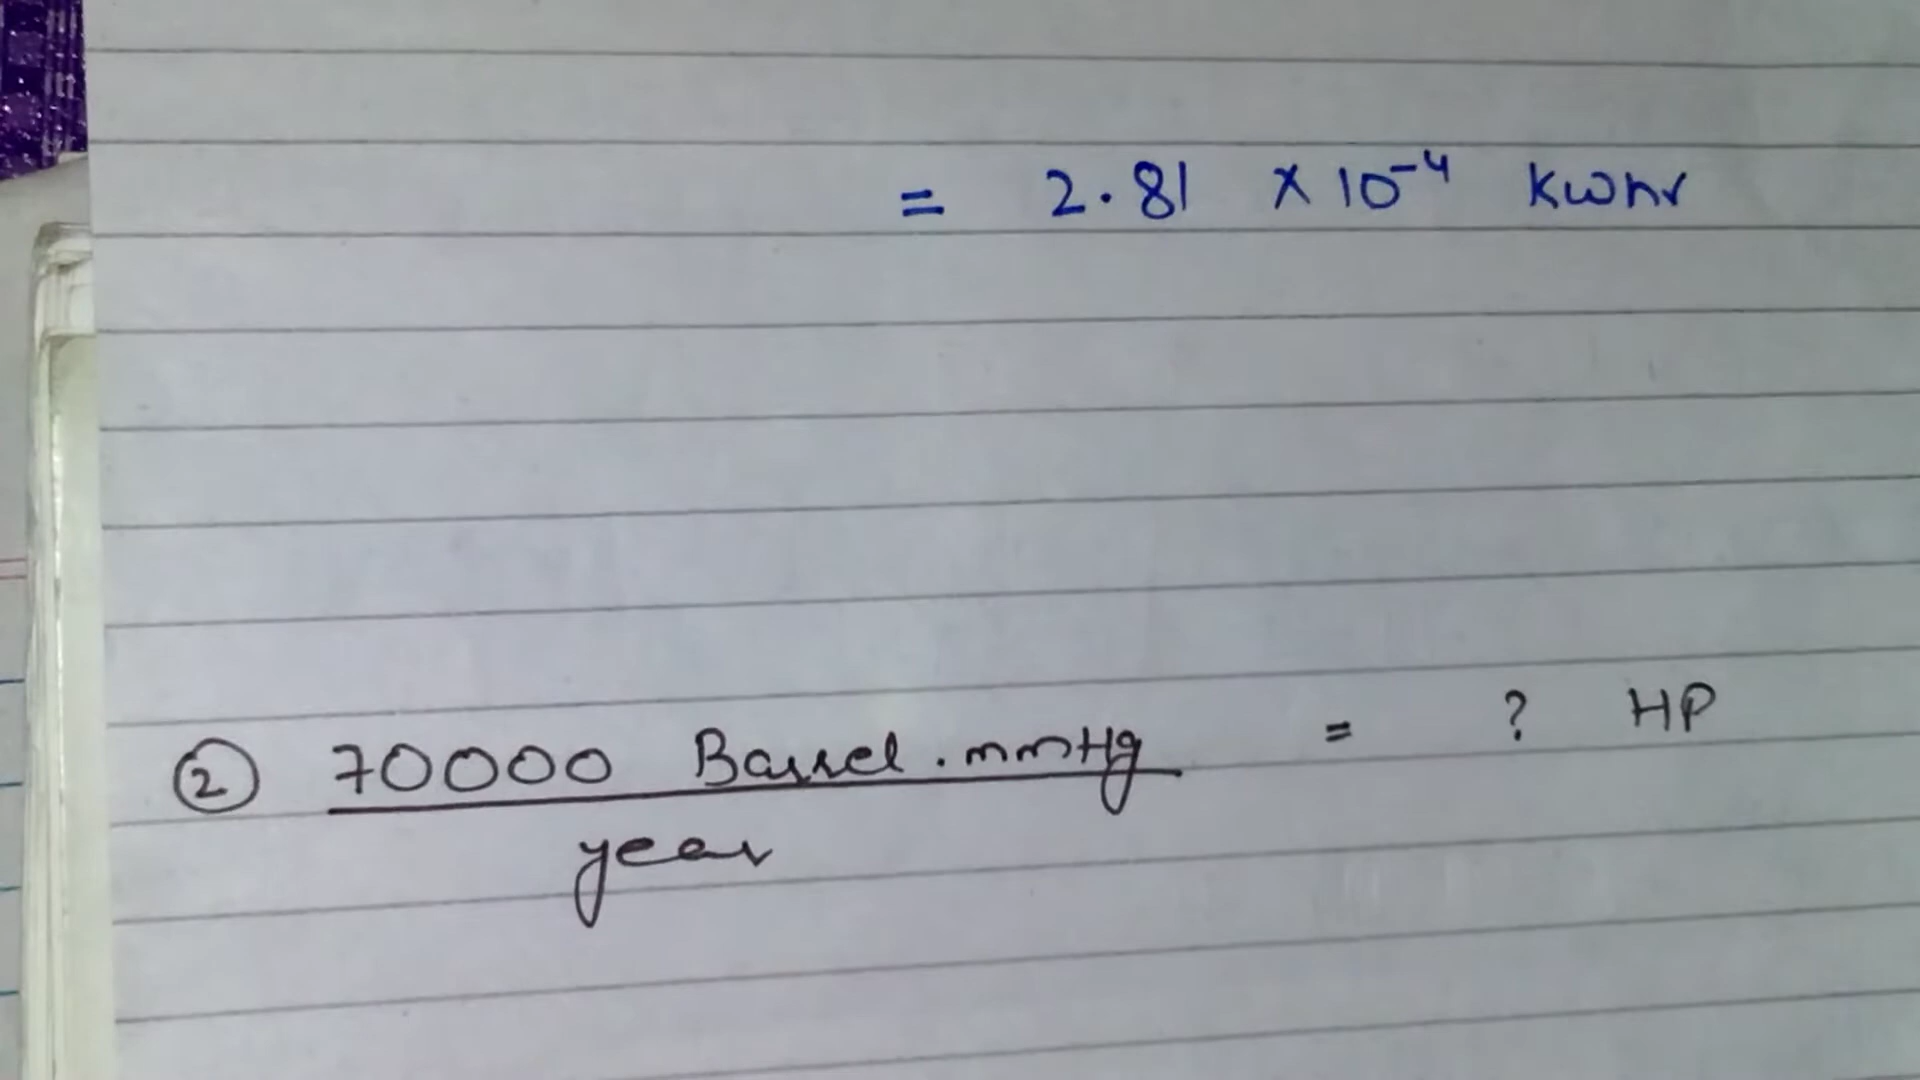 = 2.81 × 10⁻⁴ kwhr
② 70000 Barrel . mmHg = ? HP
year